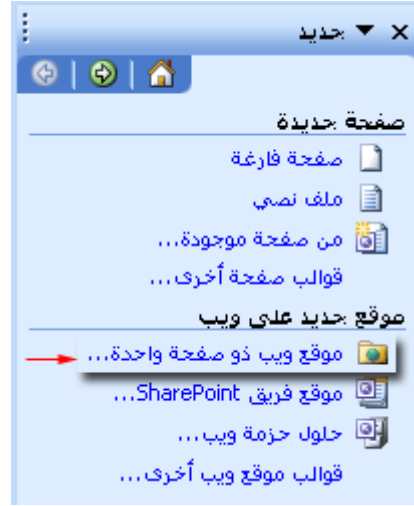 جديد
صفحة جديدة
صفحة فارغة
ملف نصي
من صفحة موجودة...
قوالب صفحة أخرى...
موقع جديد على ويب
موقع ويب ذو صفحة واحدة...
موقع فريق SharePoint...
حلول حزمة ويب...
قوالب موقع ويب أخرى...